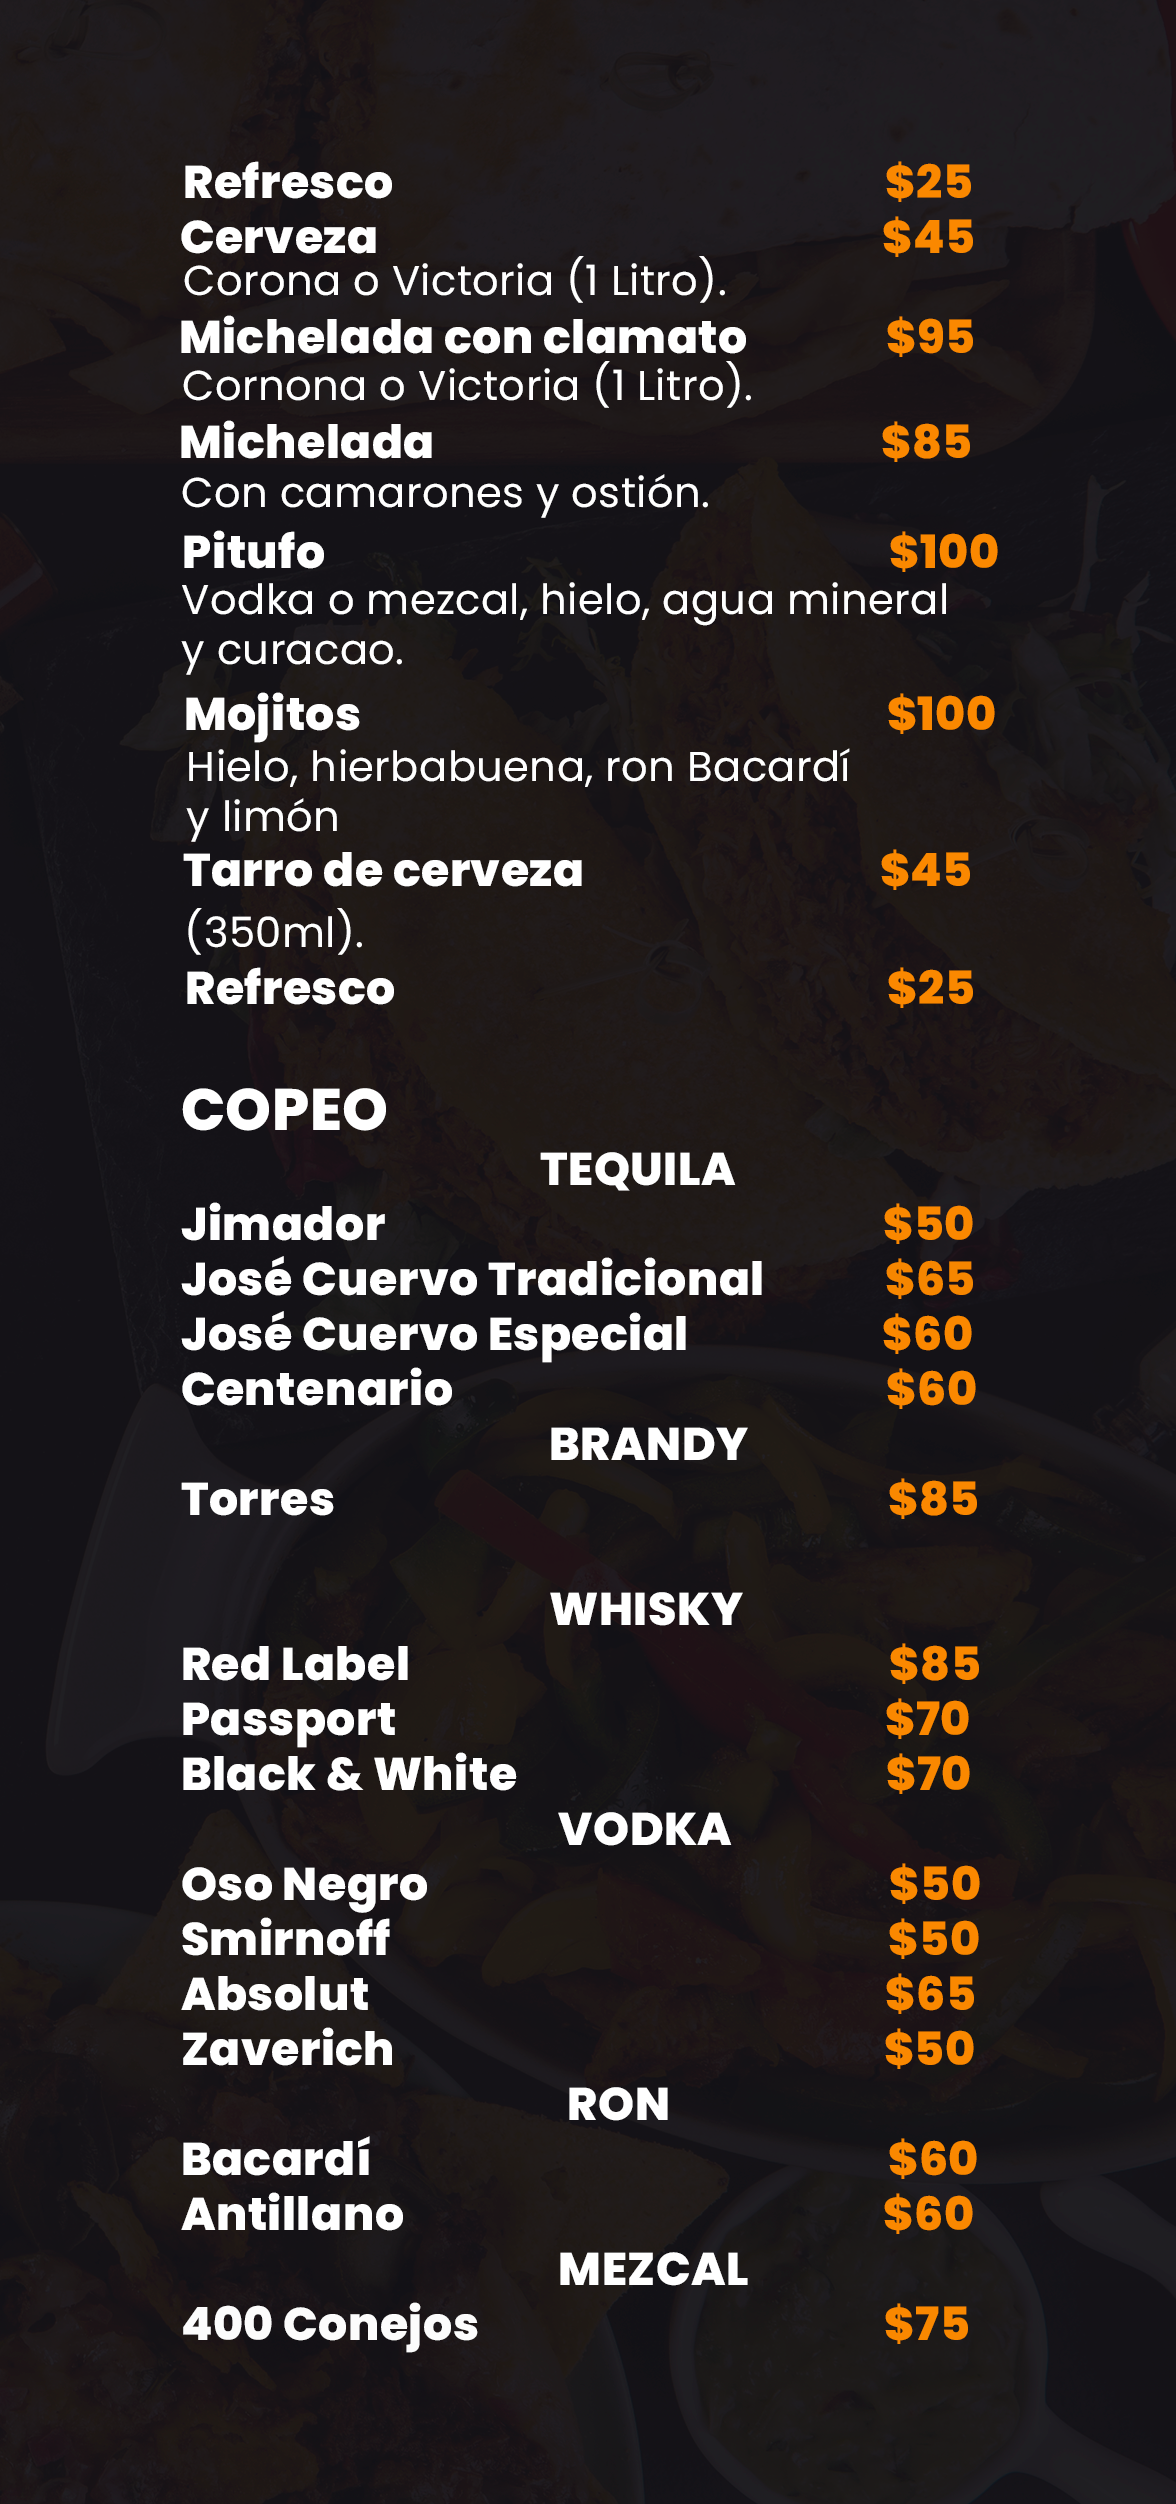 Refresco $25
Cerveza $45
Corona o Victoria (1 Litro).
Michelada con clamato $95
Cornona o Victoria (1 Litro).
Michelada $85
Con camarones y ostión.
Pitufo $100
Vodka o mezcal, hielo, agua mineral
y curacao.
Mojitos $100
Hielo, hierbabuena, ron Bacardí
y limón
Tarro de cerveza $45
(350ml).
Refresco $25
COPEO
TEQUILA
Jimador $50
José Cuervo Tradicional $65
José Cuervo Especial $60
Centenario $60
BRANDY
Torres $85
WHISKY
Red Label $85
Passport $70
Black & White $70
VODKA
Oso Negro $50
Smirnoff $50
Absolut $65
Zaverich $50
RON
Bacardí $60
Antillano $60
MEZCAL
400 Conejos $75